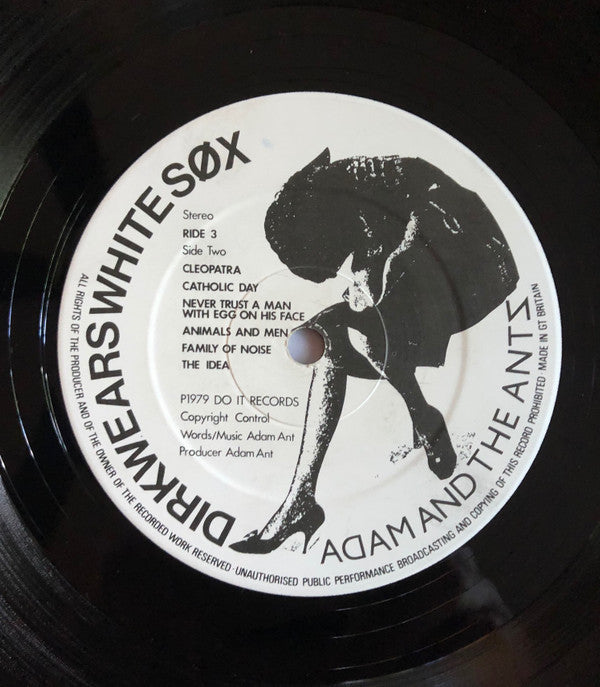 DIRK WEARS WHITE SØX
Stereo
RIDE 3
Side Two
CLEOPATRA
CATHOLIC DAY
NEVER TRUST A MAN
WITH EGG ON HIS FACE
ANIMALS AND MEN
FAMILY OF NOISE
THE IDEA
P1979 DO IT RECORDS
Copyright Control
Words/Music Adam Ant
Producer Adam Ant
ADAM AND THE ANTS
ALL RIGHTS OF THE PRODUCER AND OF THE OWNER OF THE RECORDED WORK RESERVED · UNAUTHORISED PUBLIC PERFORMANCE BROADCASTING AND COPYING OF THIS RECORD PROHIBITED · MADE IN GT BRITAIN